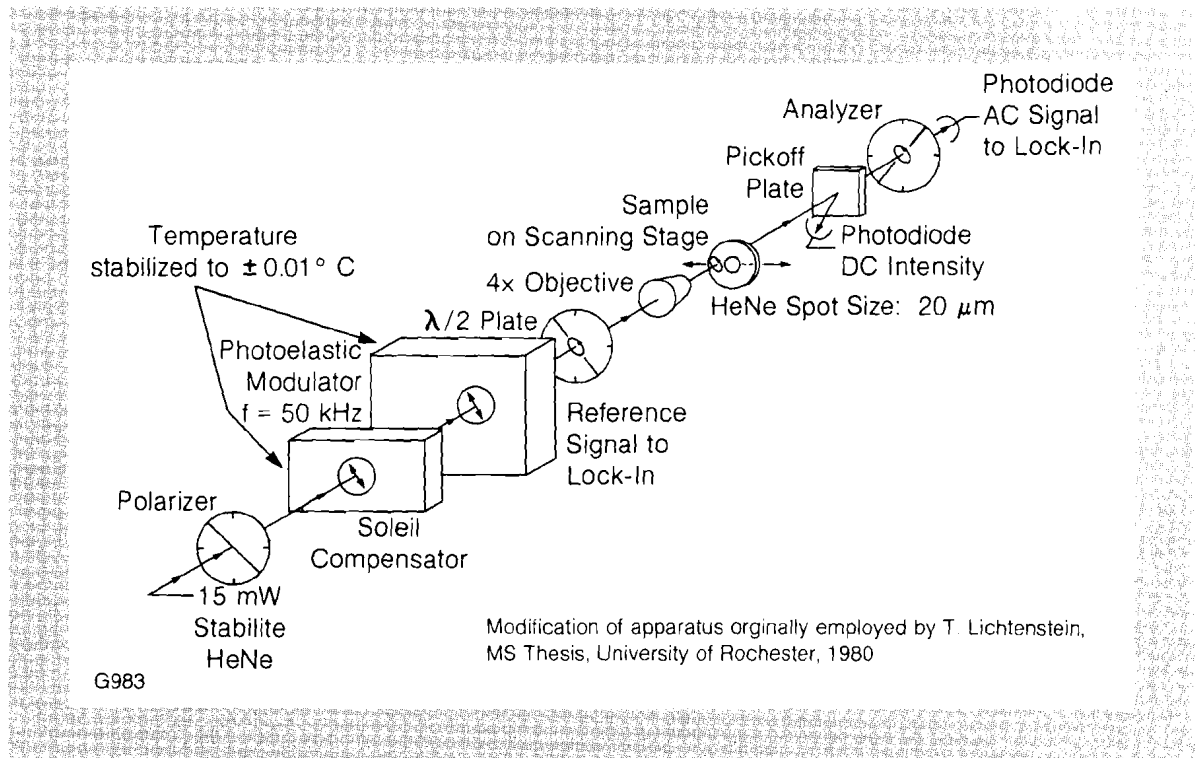 Photodiode
AC Signal
to Lock-In
Analyzer
Pickoff
Plate
Sample
on Scanning Stage
Photodiode
DC Intensity
4x Objective
HeNe Spot Size: 20 μm
Temperature
stabilized to ± 0.01° C
λ/2 Plate
Photoelastic
Modulator
f = 50 kHz
Reference
Signal to
Lock-In
Polarizer
Soleil
Compensator
15 mW
Stabilite
HeNe
Modification of apparatus orginally employed by T. Lichtenstein,
MS Thesis, University of Rochester, 1980
G983